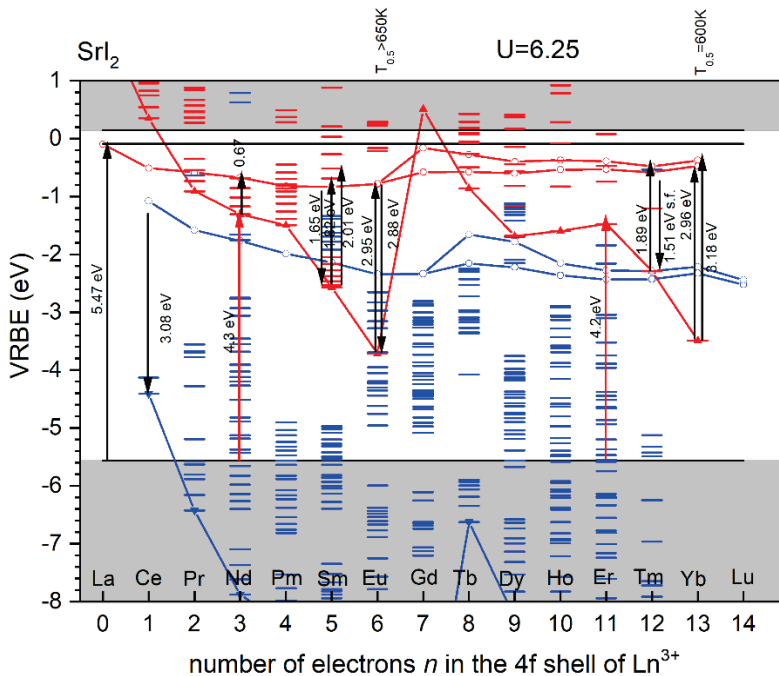 SrI₂
T₀.₅>650K
U=6.25
T₀.₅=600K
VRBE (eV)
1
0
-1
-2
-3
-4
-5
-6
-7
-8
5.47 eV
3.08 eV
4.3 eV
0.67
1.65 eV
2.01 eV
2.95 eV
2.88 eV
4.2 eV
1.89 eV
1.51 eV s.f.
2.96 eV
3.18 eV
La Ce Pr Nd Pm Sm Eu Gd Tb Dy Ho Er Tm Yb Lu
0 1 2 3 4 5 6 7 8 9 10 11 12 13 14
number of electrons n in the 4f shell of Ln³⁺